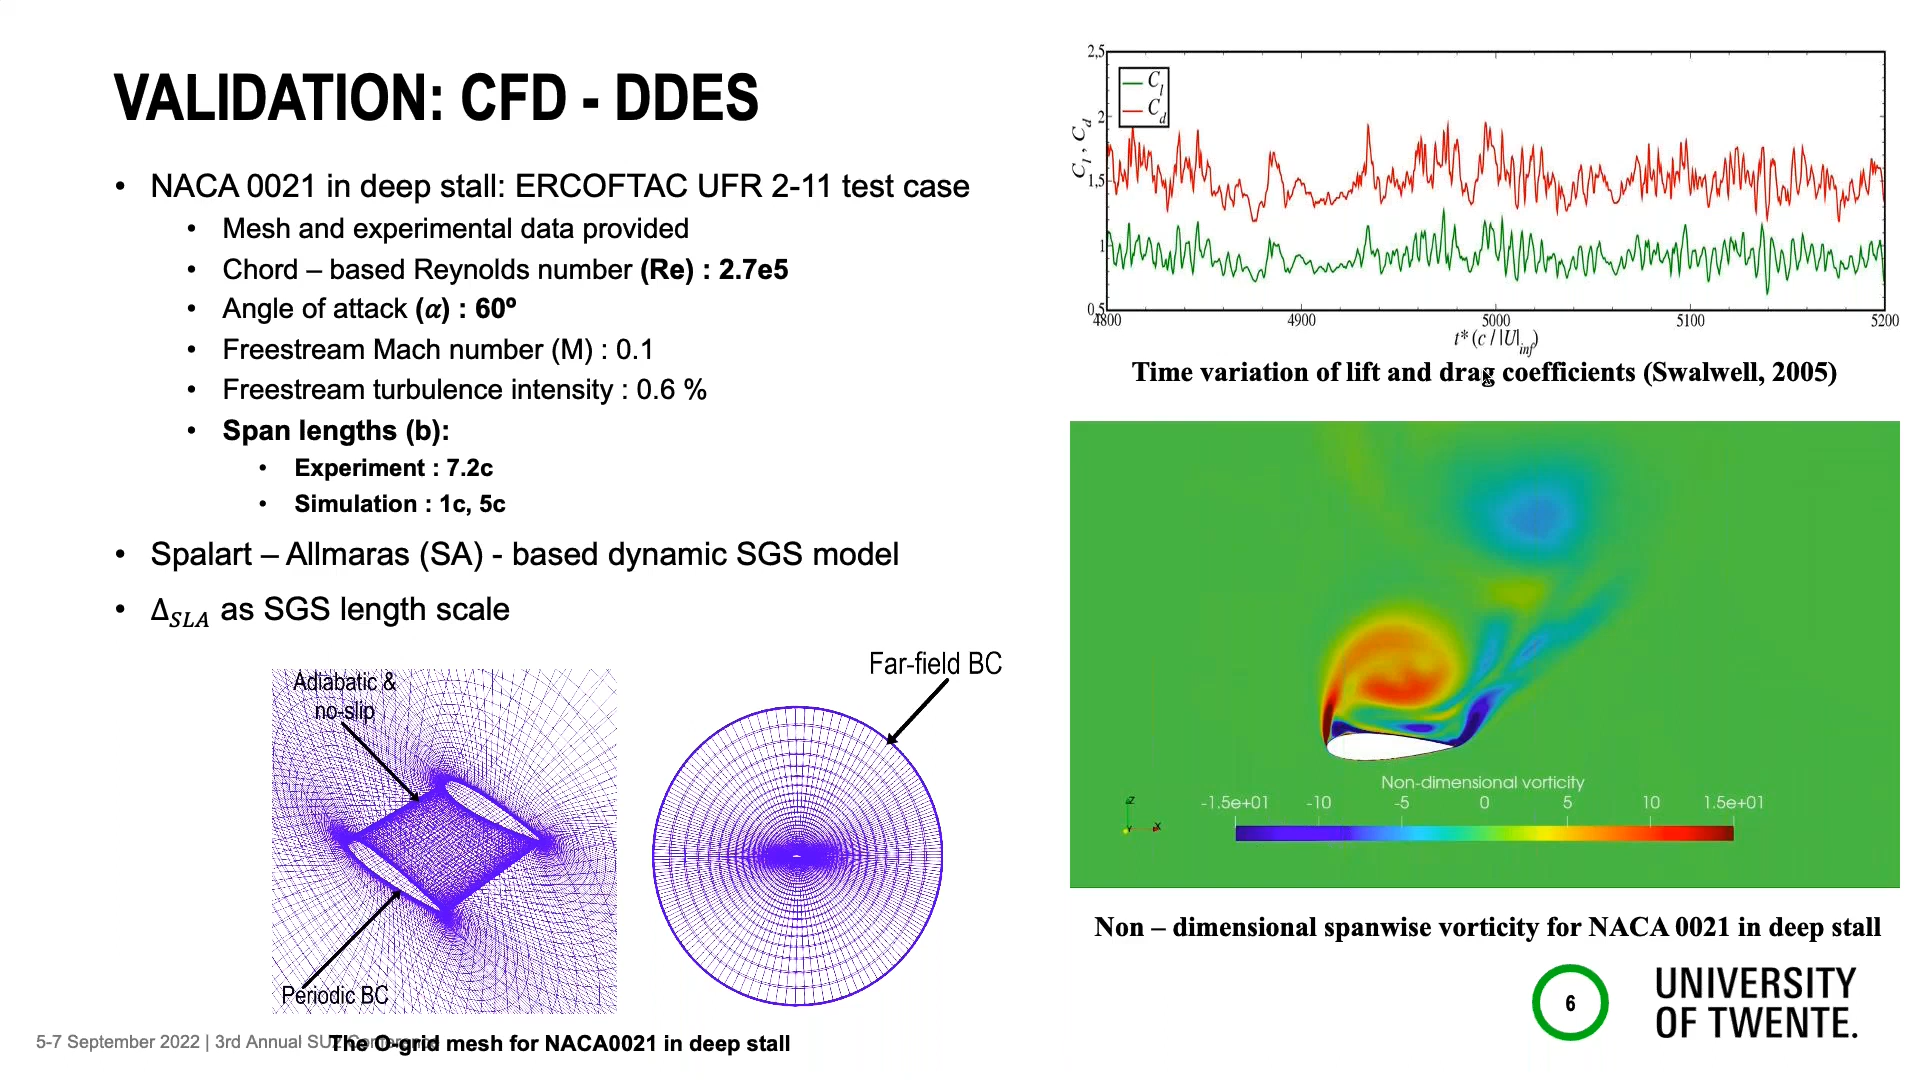 VALIDATION: CFD - DDES
• NACA 0021 in deep stall: ERCOFTAC UFR 2-11 test case
• Mesh and experimental data provided
• Chord – based Reynolds number (Re) : 2.7e5
• Angle of attack (α) : 60º
• Freestream Mach number (M) : 0.1
• Freestream turbulence intensity : 0.6 %
• Span lengths (b):
• Experiment : 7.2c
• Simulation : 1c, 5c
• Spalart – Allmaras (SA) - based dynamic SGS model
• Δ_SLA as SGS length scale
Adiabatic &
no-slip
Periodic BC
Far-field BC
The O-grid mesh for NACA0021 in deep stall
5-7 September 2022 | 3rd Annual SU2 Conference
C_l
C_d
C_l , C_d
2,5
2
1,5
1
0,5
4800 4900 5000 5100 5200
t* (c / |U|_inf)
Time variation of lift and drag coefficients (Swalwell, 2005)
Non-dimensional vorticity
-1.5e+01 -10 -5 0 5 10 1.5e+01
Z
Y
X
Non – dimensional spanwise vorticity for NACA 0021 in deep stall
6
UNIVERSITY
OF TWENTE.